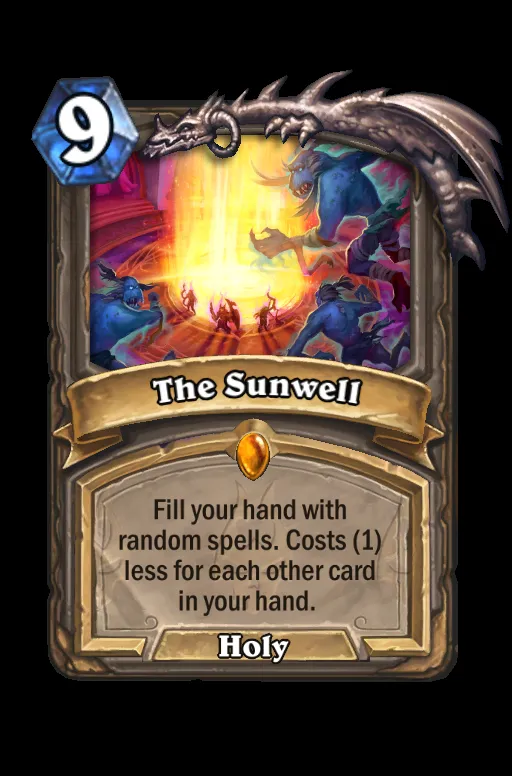 9
The Sunwell
Fill your hand with
random spells. Costs (1)
less for each other card
in your hand.
Holy